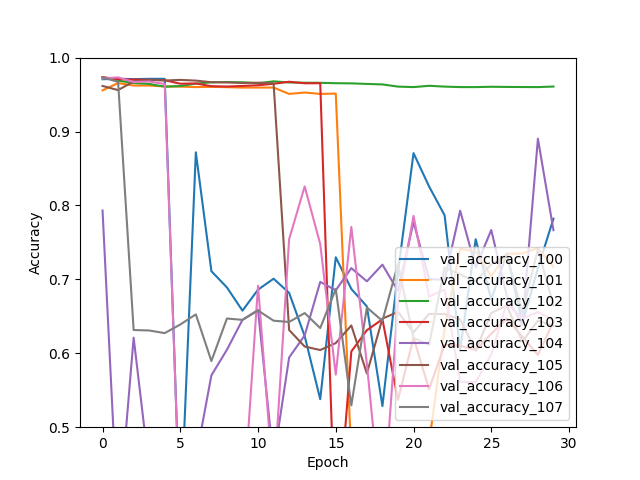 1.0
0.9
0.8
0.7
0.6
0.5
Accuracy
0
5
10
15
20
25
30
Epoch
val_accuracy_100
val_accuracy_101
val_accuracy_102
val_accuracy_103
val_accuracy_104
val_accuracy_105
val_accuracy_106
val_accuracy_107